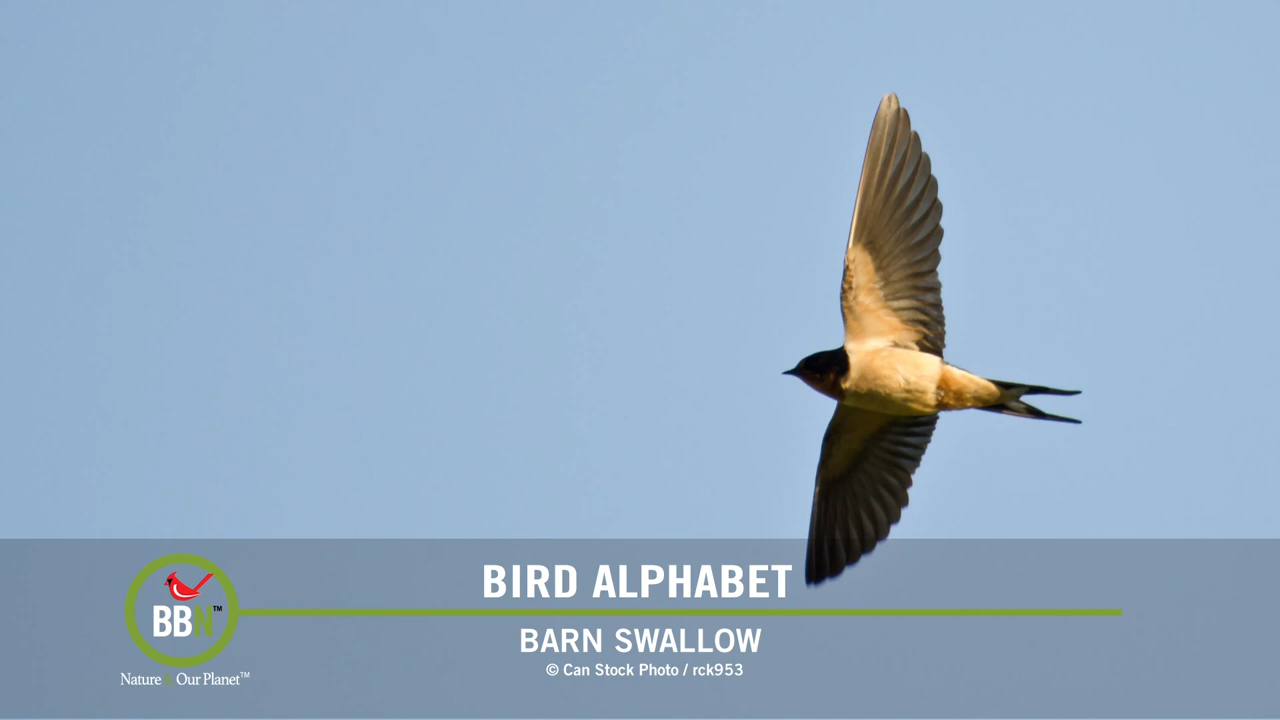 BIRD ALPHABET
BBN™
BARN SWALLOW
© Can Stock Photo / rck953
Nature & Our Planet™